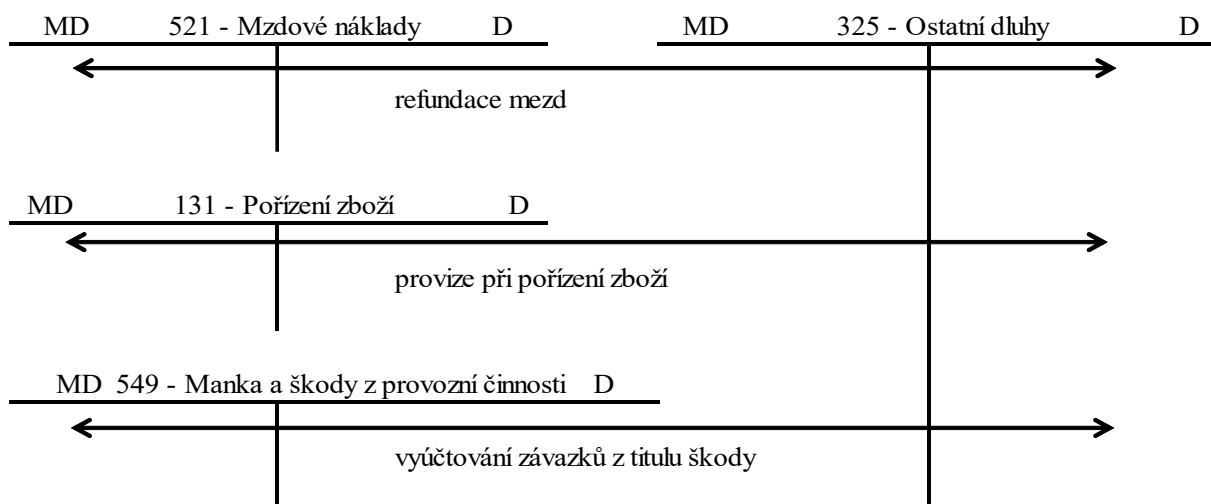 MD 521 - Mzdové náklady D MD 325 - Ostatní dluhy D
refundace mezd
MD 131 - Pořízení zboží D
provize při pořízení zboží
MD 549 - Manka a škody z provozní činnosti D
vyúčtování závazků z titulu škody